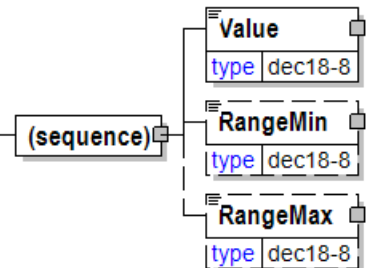 Value
type dec18-8
(sequence)
RangeMin
type dec18-8
RangeMax
type dec18-8